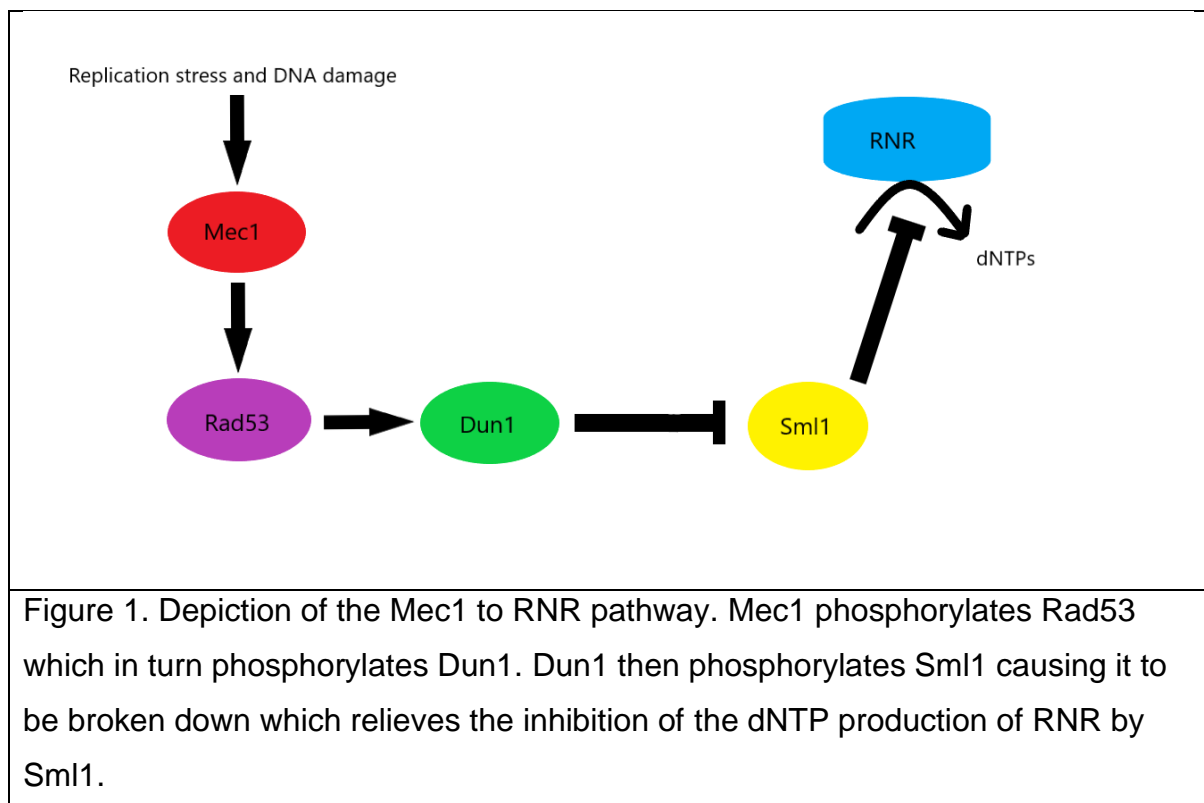 Replication stress and DNA damage
RNR
Mec1
dNTPs
Rad53
Dun1
Sml1
Figure 1. Depiction of the Mec1 to RNR pathway. Mec1 phosphorylates Rad53
which in turn phosphorylates Dun1. Dun1 then phosphorylates Sml1 causing it to
be broken down which relieves the inhibition of the dNTP production of RNR by
Sml1.